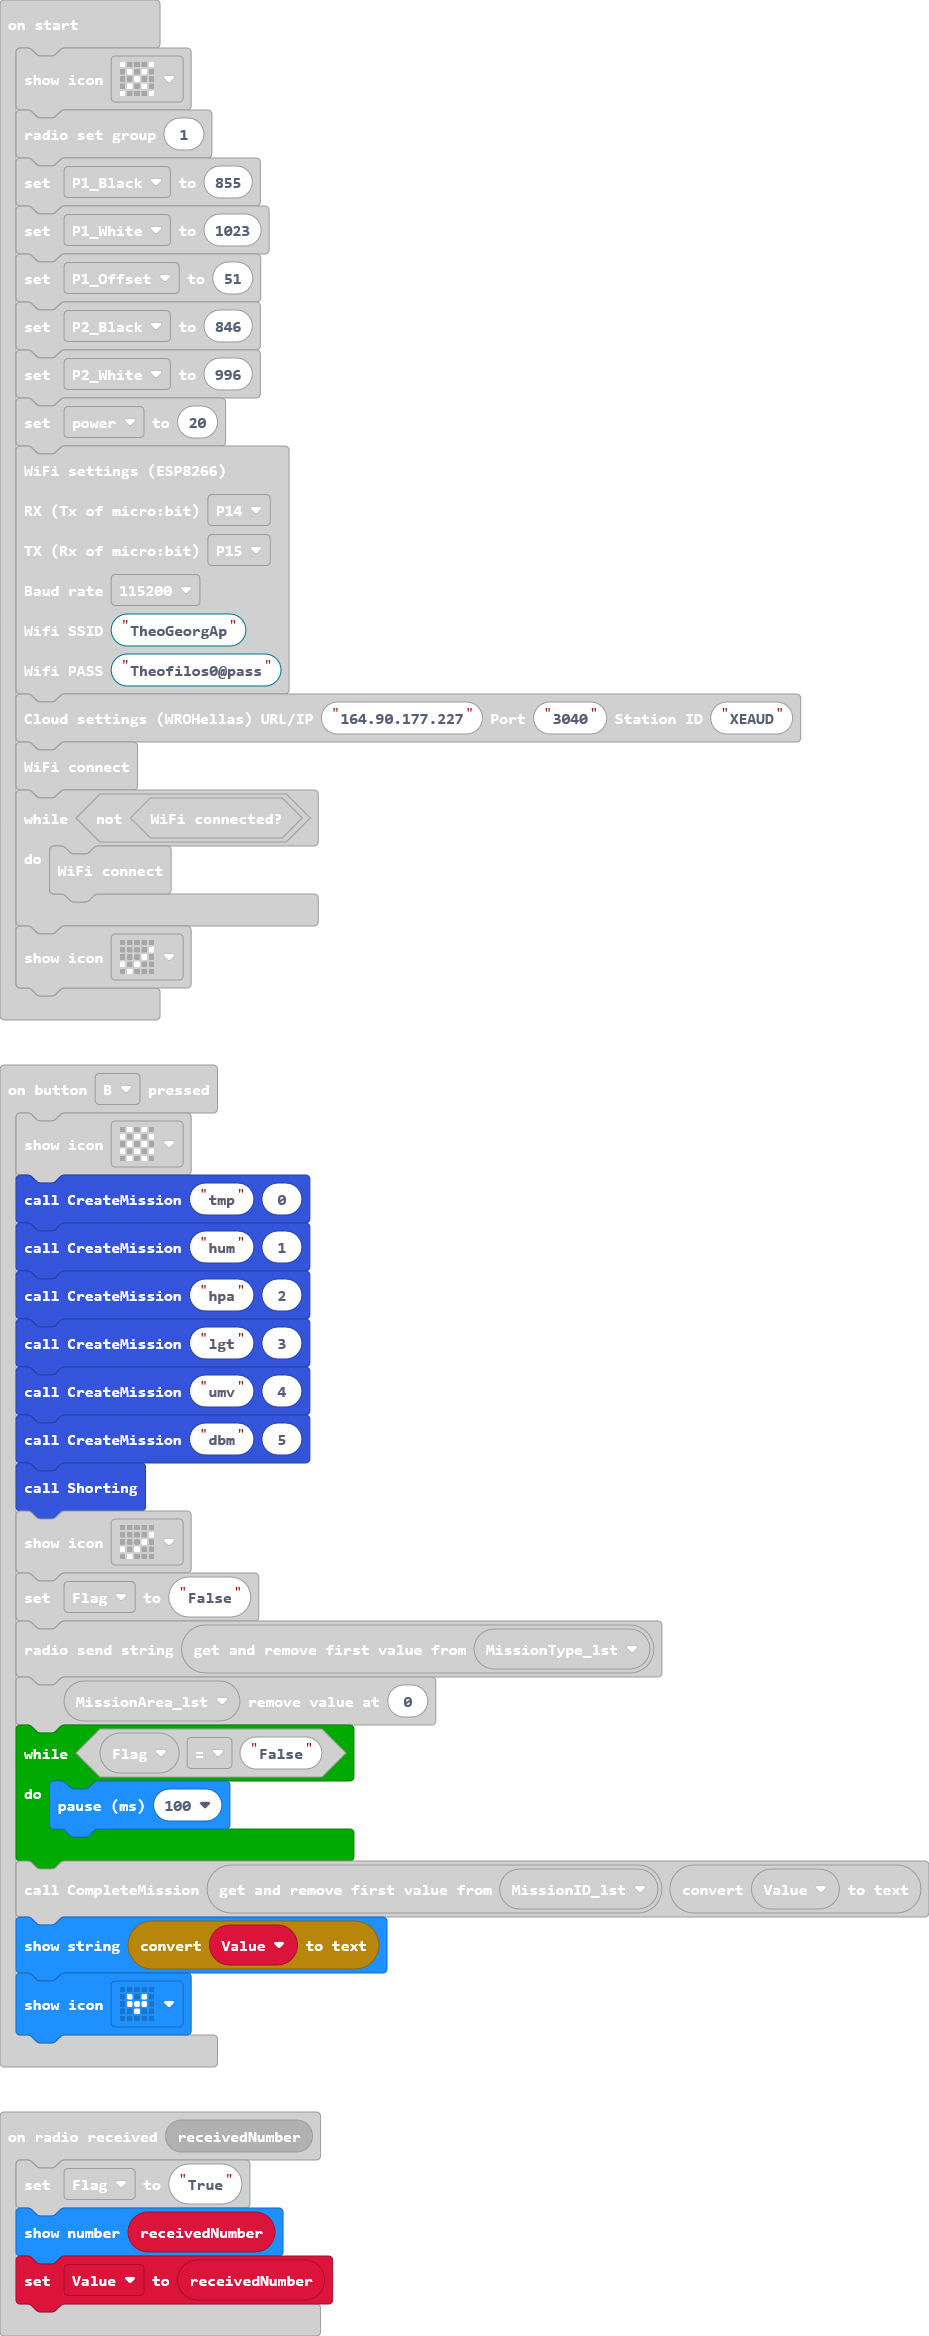 on start
show icon
radio set group 1
set P1_Black to 855
set P1_White to 1023
set P1_Offset to 51
set P2_Black to 846
set P2_White to 996
set power to 20
WiFi settings (ESP8266)
RX (Tx of micro:bit) P14
TX (Rx of micro:bit) P15
Baud rate 115200
Wifi SSID "TheoGeorgAp"
Wifi PASS "Theofilos0@pass"
Cloud settings (WROHellas) URL/IP "164.90.177.227" Port "3040" Station ID "XEAUD"
WiFi connect
while not WiFi connected?
do
WiFi connect
show icon
on button B pressed
show icon
call CreateMission "tmp" 0
call CreateMission "hum" 1
call CreateMission "hpa" 2
call CreateMission "lgt" 3
call CreateMission "umv" 4
call CreateMission "dbm" 5
call Shorting
show icon
set Flag to "False"
radio send string get and remove first value from MissionType_lst
MissionArea_lst remove value at 0
while Flag = "False"
do
pause (ms) 100
call CompleteMission get and remove first value from MissionID_lst convert Value to text
show string convert Value to text
show icon
on radio received receivedNumber
set Flag to "True"
show number receivedNumber
set Value to receivedNumber